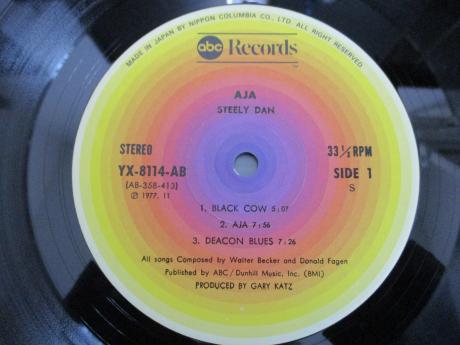 MADE IN JAPAN BY NIPPON COLUMBIA CO., LTD. / ALL RIGHT RESERVED.
abc Records
AJA
STEELY DAN
STEREO
33 1/3 RPM
YX-8114-AB
SIDE 1
(AB-358-413)
S
Ⓟ 1977. 11
1. BLACK COW 5:07
2. AJA 7:56
3. DEACON BLUES 7:26
All songs Composed by Walter Becker and Donald Fagen
Published by ABC/Dunhill Music, Inc. (BMI)
PRODUCED BY GARY KATZ